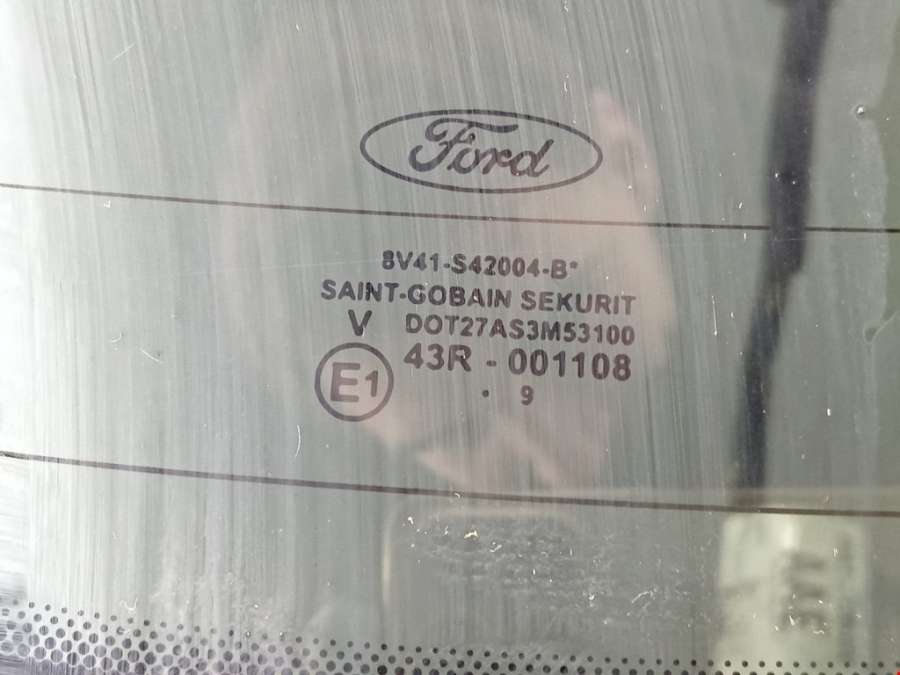 Ford
8V41-S42004-B*
SAINT-GOBAIN SEKURIT
V DOT27AS3M53100
E1 43R - 001108
. 9